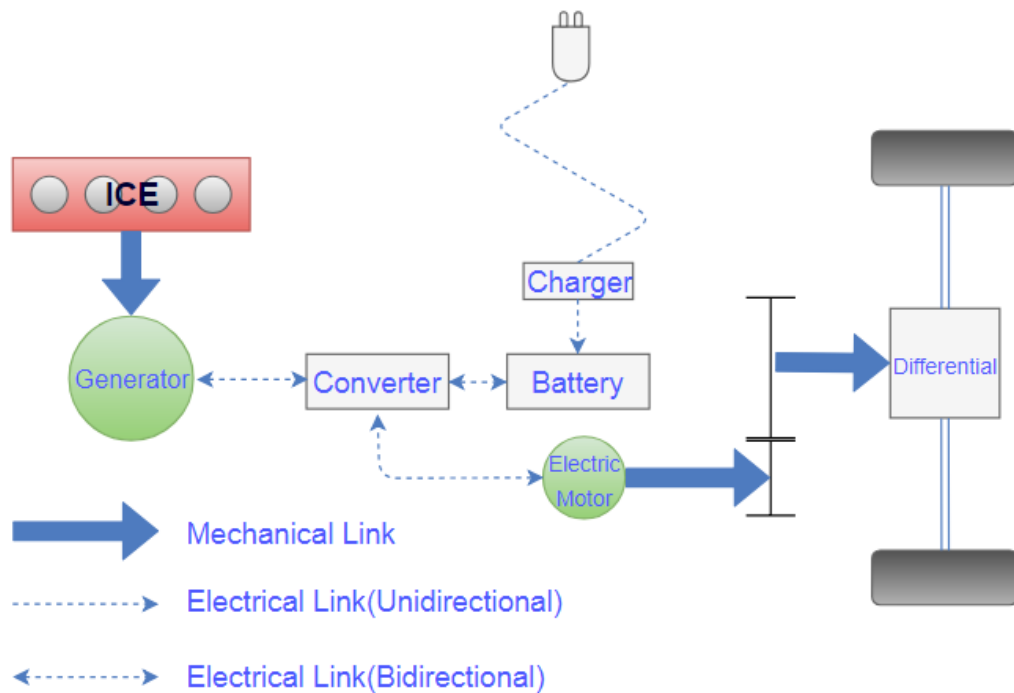 ICE
Charger
Generator
Converter
Battery
Differential
Electric
Motor
Mechanical Link
Electrical Link(Unidirectional)
Electrical Link(Bidirectional)